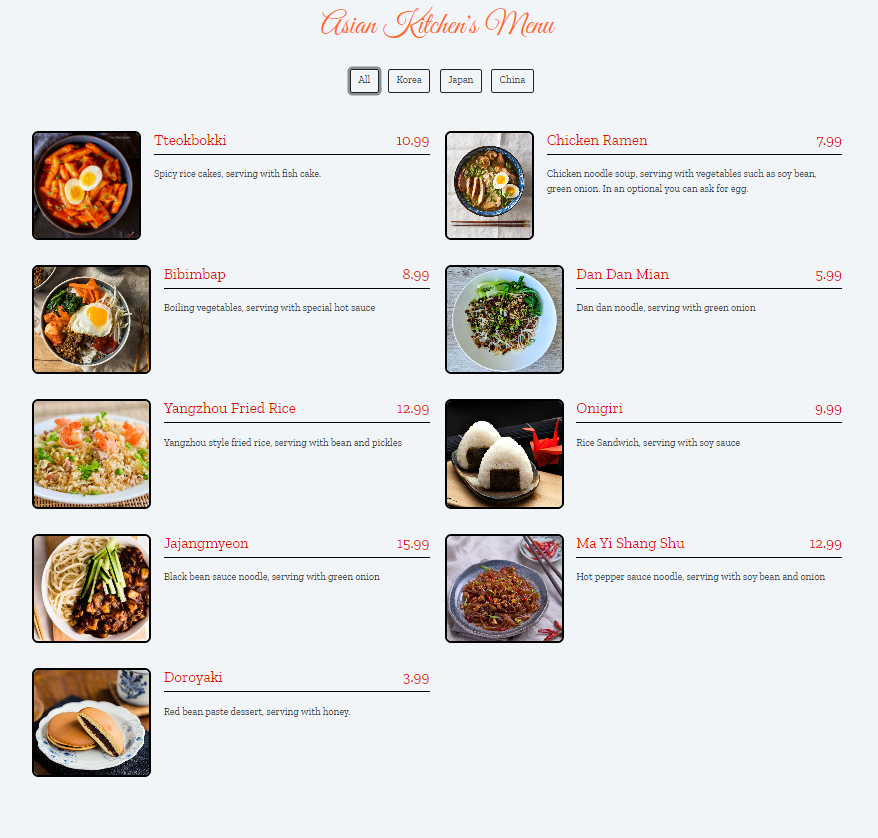 Asian Kitchen's Menu
All
Korea
Japan
China
Tteokbokki 10.99
Spicy rice cakes, serving with fish cake.
Chicken Ramen 7.99
Chicken noodle soup, serving with vegetables such as soy bean,
green onion. In an optional you can ask for egg.
Bibimbap 8.99
Boiling vegetables, serving with special hot sauce
Dan Dan Mian 5.99
Dan dan noodle, serving with green onion
Yangzhou Fried Rice 12.99
Yangzhou style fried rice, serving with bean and pickles
Onigiri 9.99
Rice Sandwich, serving with soy sauce
Jajangmyeon 15.99
Black bean sauce noodle, serving with green onion
Ma Yi Shang Shu 12.99
Hot pepper sauce noodle, serving with soy bean and onion
Doroyaki 3.99
Red bean paste dessert, serving with honey.